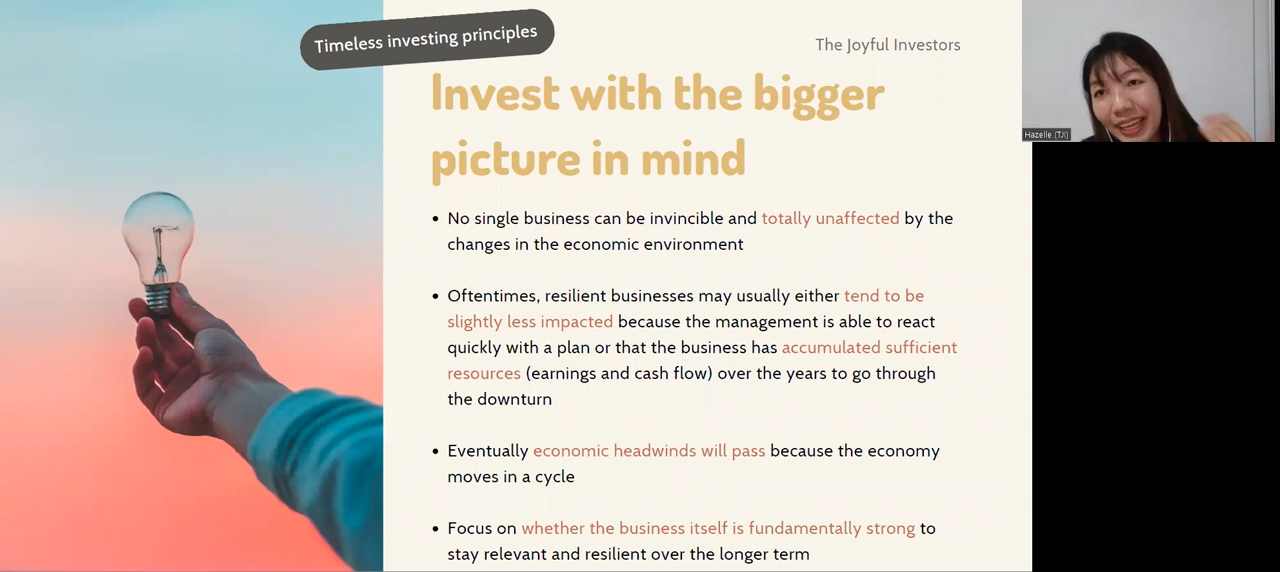 Timeless investing principles
The Joyful Investors
Invest with the bigger
picture in mind
• No single business can be invincible and totally unaffected by the
changes in the economic environment
• Oftentimes, resilient businesses may usually either tend to be
slightly less impacted because the management is able to react
quickly with a plan or that the business has accumulated sufficient
resources (earnings and cash flow) over the years to go through
the downturn
• Eventually economic headwinds will pass because the economy
moves in a cycle
• Focus on whether the business itself is fundamentally strong to
stay relevant and resilient over the longer term
Hazelle (TJI)